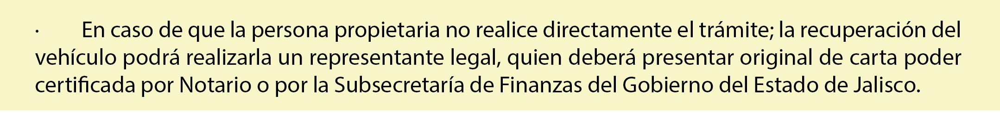 · En caso de que la persona propietaria no realice directamente el trámite; la recuperación del
vehículo podrá realizarla un representante legal, quien deberá presentar original de carta poder
certificada por Notario o por la Subsecretaría de Finanzas del Gobierno del Estado de Jalisco.